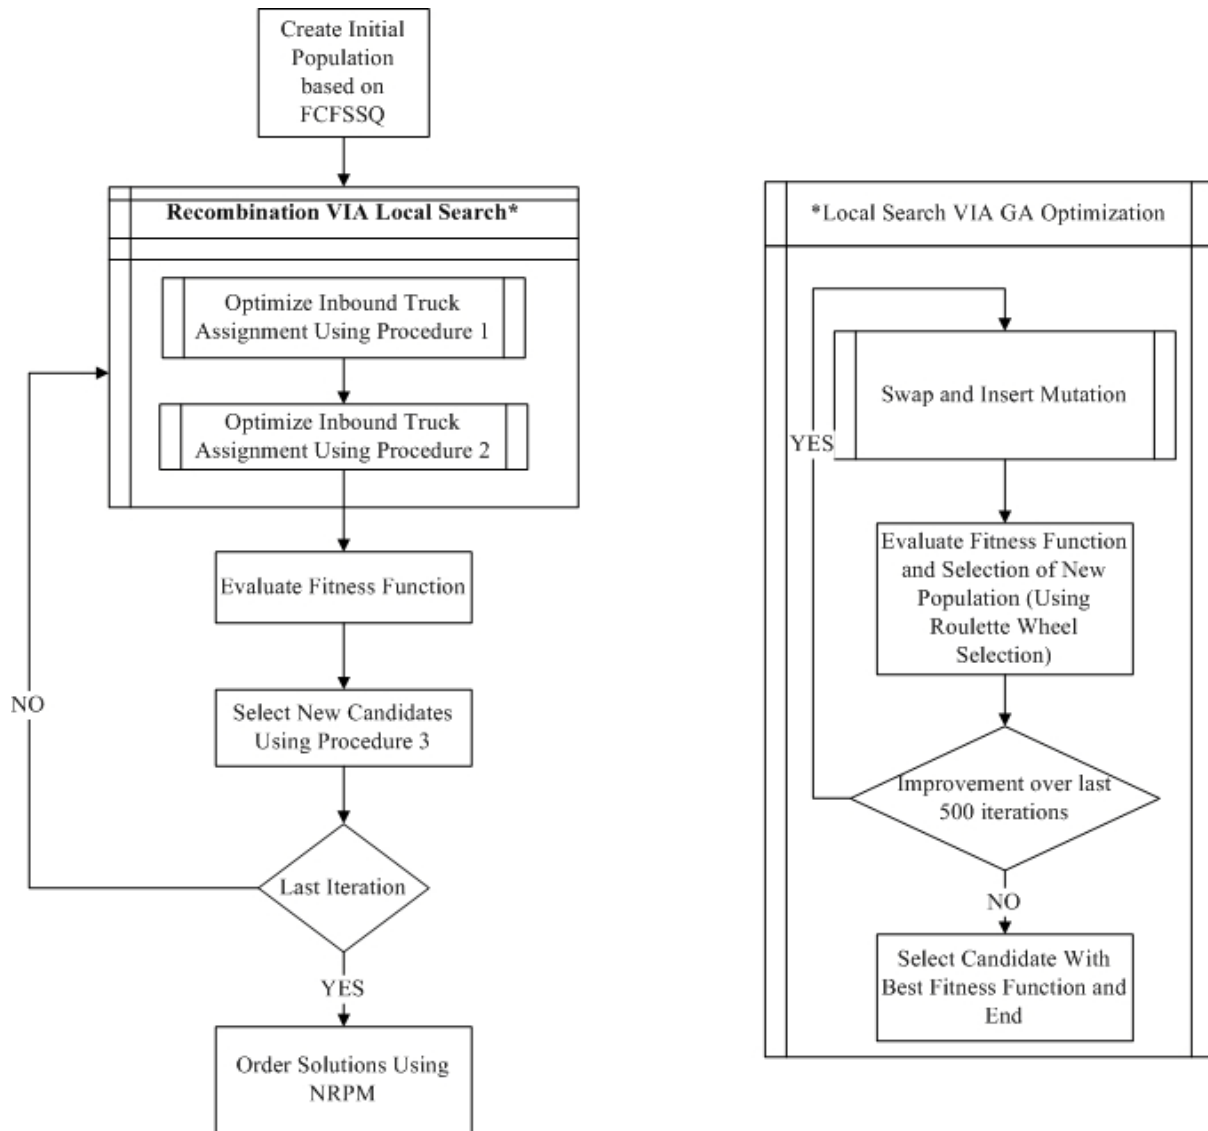 Create Initial
Population
based on
FCFSSQ
Recombination VIA Local Search*
Optimize Inbound Truck
Assignment Using Procedure 1
Optimize Inbound Truck
Assignment Using Procedure 2
Evaluate Fitness Function
Select New Candidates
Using Procedure 3
NO
Last Iteration
YES
Order Solutions Using
NRPM
*Local Search VIA GA Optimization
Swap and Insert Mutation
YES
Evaluate Fitness Function
and Selection of New
Population (Using
Roulette Wheel
Selection)
Improvement over last
500 iterations
NO
Select Candidate With
Best Fitness Function and
End